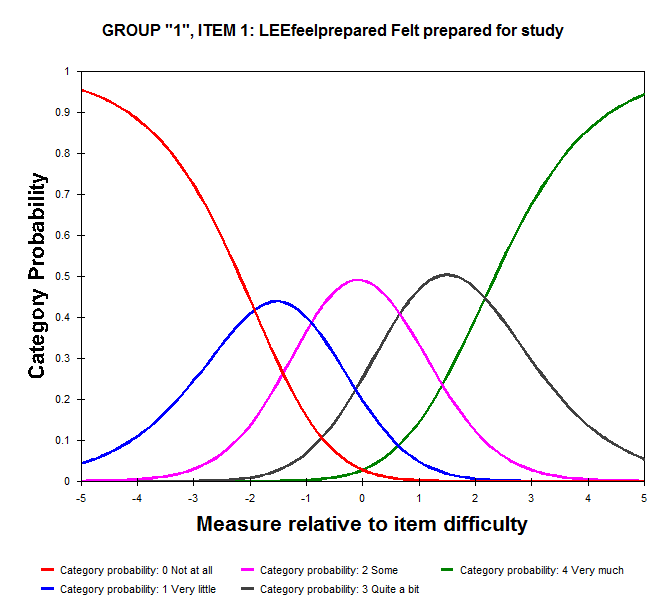 GROUP "1", ITEM 1: LEEfeelprepared Felt prepared for study
Category Probability
1
0.9
0.8
0.7
0.6
0.5
0.4
0.3
0.2
0.1
0
-5 -4 -3 -2 -1 0 1 2 3 4 5
Measure relative to item difficulty
Category probability: 0 Not at all Category probability: 2 Some Category probability: 4 Very much
Category probability: 1 Very little Category probability: 3 Quite a bit